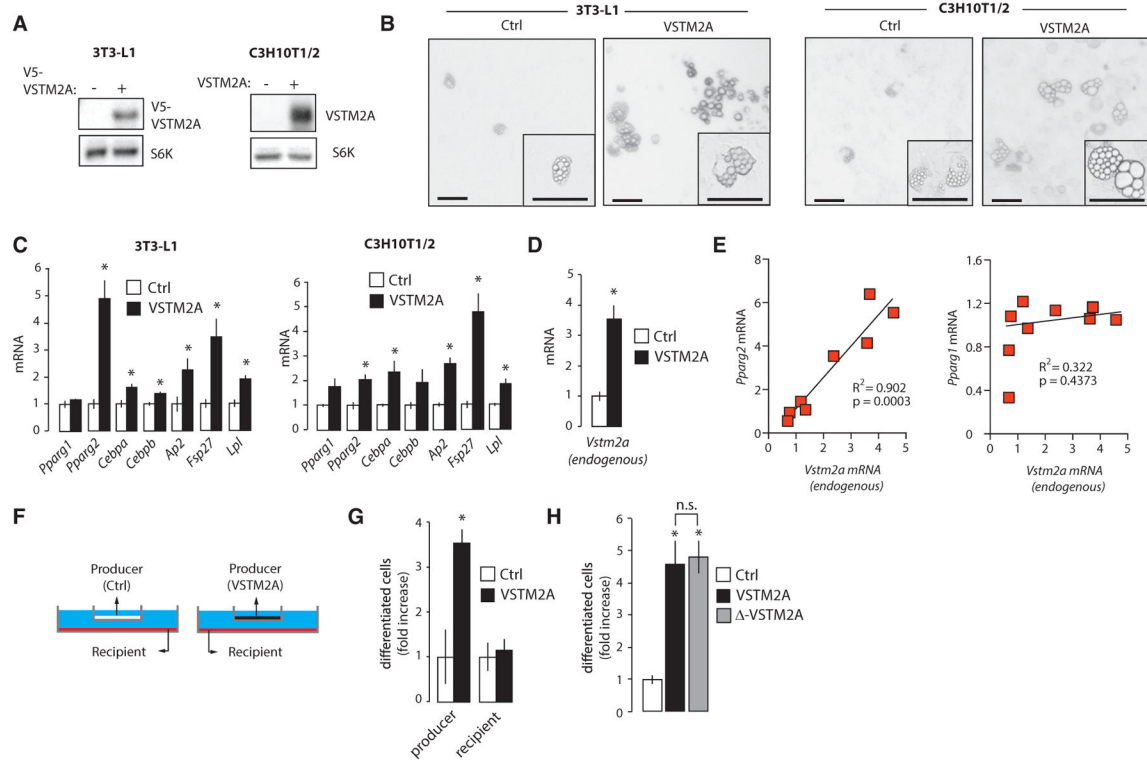 A
3T3-L1
V5-
VSTM2A:
-
+
V5-
VSTM2A
S6K
C3H10T1/2
VSTM2A:
-
+
VSTM2A
S6K
B
3T3-L1
Ctrl
VSTM2A
C3H10T1/2
Ctrl
VSTM2A
C
3T3-L1
mRNA
6
5
4
3
2
1
0
Ctrl
VSTM2A
*
*
*
*
*
*
Pparg1
Pparg2
Cebpa
Cebpb
Ap2
Fsp27
Lpl
C3H10T1/2
mRNA
6
5
4
3
2
1
0
Ctrl
VSTM2A
*
*
*
*
*
Pparg1
Pparg2
Cebpa
Cebpb
Ap2
Fsp27
Lpl
D
mRNA
5
4
3
2
1
0
*
Ctrl
VSTM2A
Vstm2a
(endogenous)
E
Pparg2 mRNA
8
6
4
2
0
R2 = 0.902
p = 0.0003
0 1 2 3 4 5
Vstm2a mRNA
(endogenous)
Pparg1 mRNA
1.6
1.2
0.8
0.4
0
R2 = 0.322
p = 0.4373
0 1 2 3 4 5
Vstm2a mRNA
(endogenous)
F
Producer
(Ctrl)
Producer
(VSTM2A)
Recipient
Recipient
G
differentiated cells
(fold increase)
4
3
2
1
0
*
Ctrl
VSTM2A
producer
recipient
H
differentiated cells
(fold increase)
6
5
4
3
2
1
0
n.s.
*
*
Ctrl
VSTM2A
Δ-VSTM2A